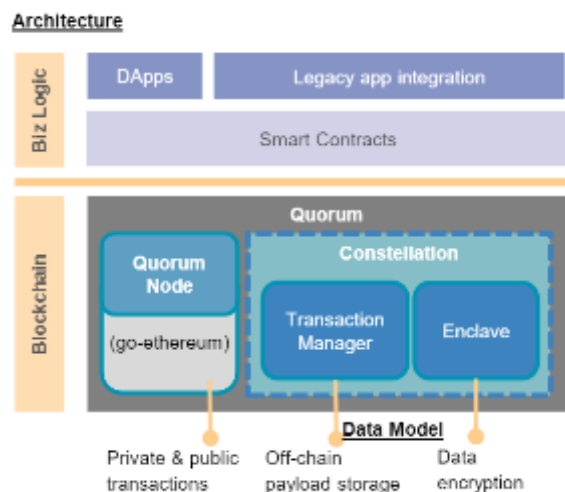 Architecture
Biz Logic
DApps
Legacy app integration
Smart Contracts
Blockchain
Quorum
Quorum
Node
(go-ethereum)
Constellation
Transaction
Manager
Enclave
Data Model
Private & public
transactions
Off-chain
payload storage
Data
encryption